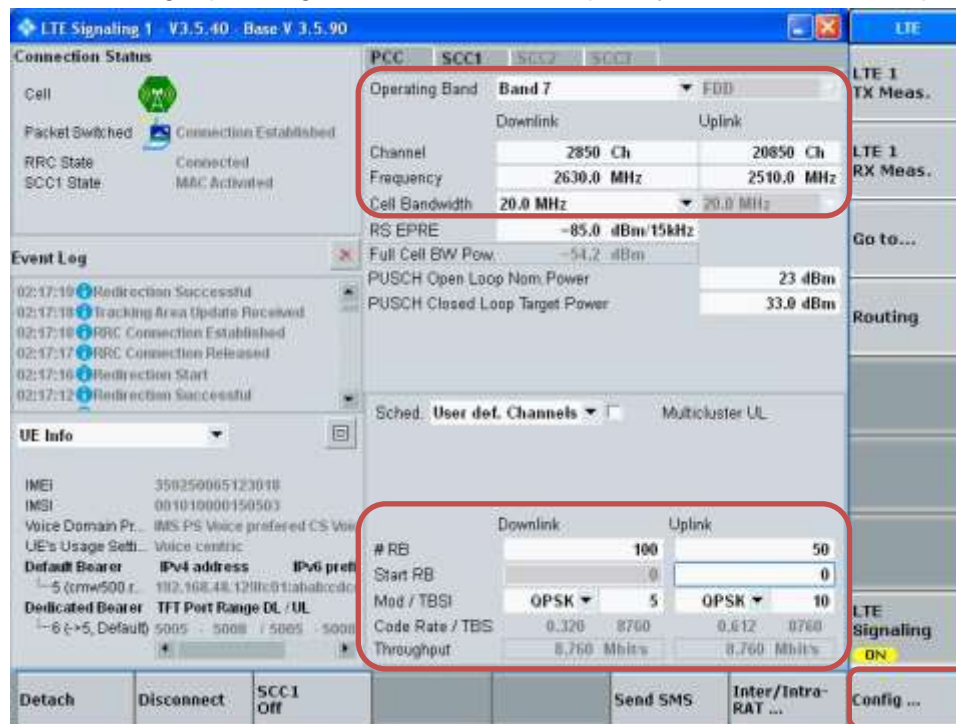 LTE Signaling 1 - V3.5.40 - Base V 3.5.90
LTE
Connection Status
Cell
Packet Switched Connection Established
RRC State Connected
SCC1 State MAC Activated
PCC SCC1 SCC2 SCC3
Operating Band Band 7 FDD
Downlink Uplink
Channel 2850 Ch 20850 Ch
Frequency 2630.0 MHz 2510.0 MHz
Cell Bandwidth 20.0 MHz 20.0 MHz
RS EPRE -85.0 dBm/15kHz
Full Cell BW Pow. -54.2 dBm
PUSCH Open Loop Nom.Power 23 dBm
PUSCH Closed Loop Target Power 33.0 dBm
Event Log
02:17:19 Redirection Successful
02:17:18 Tracking Area Update Received
02:17:18 RRC Connection Established
02:17:17 RRC Connection Released
02:17:16 Redirection Start
02:17:12 Redirection Successful
Sched. User def. Channels Multicluster UL
UE Info
IMEI
IMSI
Voice Domain Pr... IMS PS Voice prefered CS Voi
UE's Usage Setti... Voice centric
Default Bearer IPv4 address IPv6 prefi
5 (cmw500 r...
Dedicated Bearer TFT Port Range DL / UL
6 (->5, Default) 5005 - 5008 / 5005 - 5008
Downlink Uplink
# RB 100 50
Start RB 0 0
Mod / TBSI QPSK 5 QPSK 10
Code Rate / TBS 0.320 8760 0.612 8760
Throughput 8.760 Mbit/s 8.760 Mbit/s
LTE 1
TX Meas.
LTE 1
RX Meas.
Go to...
Routing
LTE
Signaling
ON
Detach
Disconnect
SCC1
Off
Send SMS
Inter/Intra-
RAT ...
Config ...